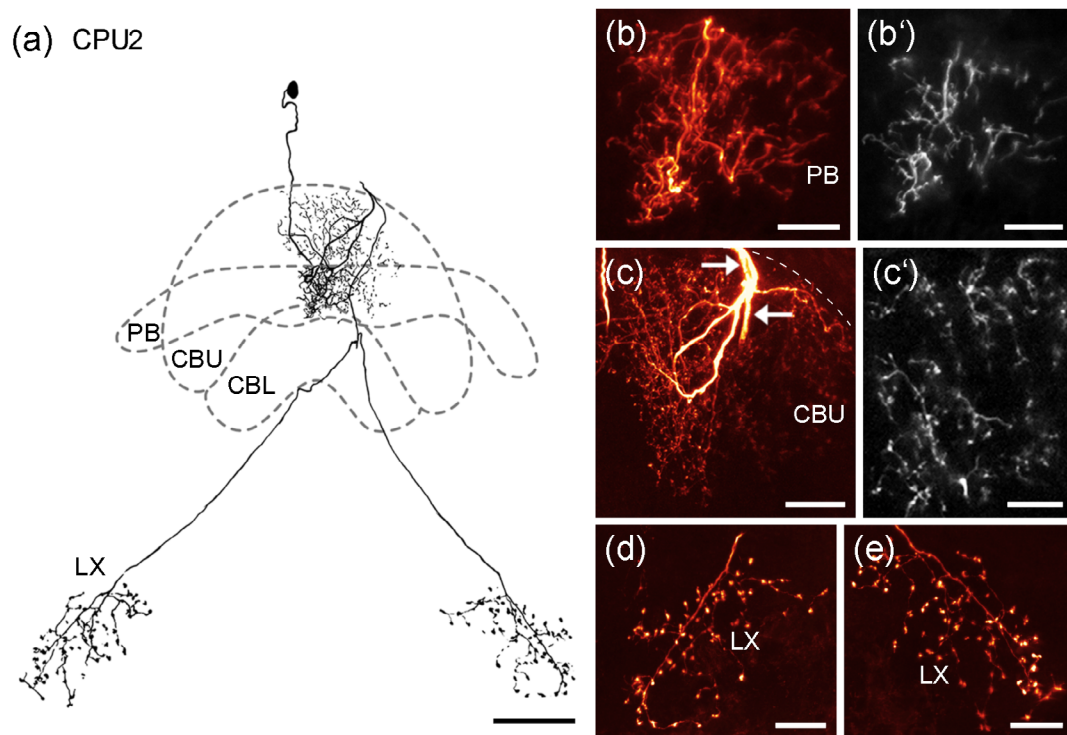 (a) CPU2
PB
CBU
CBL
LX
(b)
PB
(b')
(c)
CBU
(c')
(d)
LX
(e)
LX